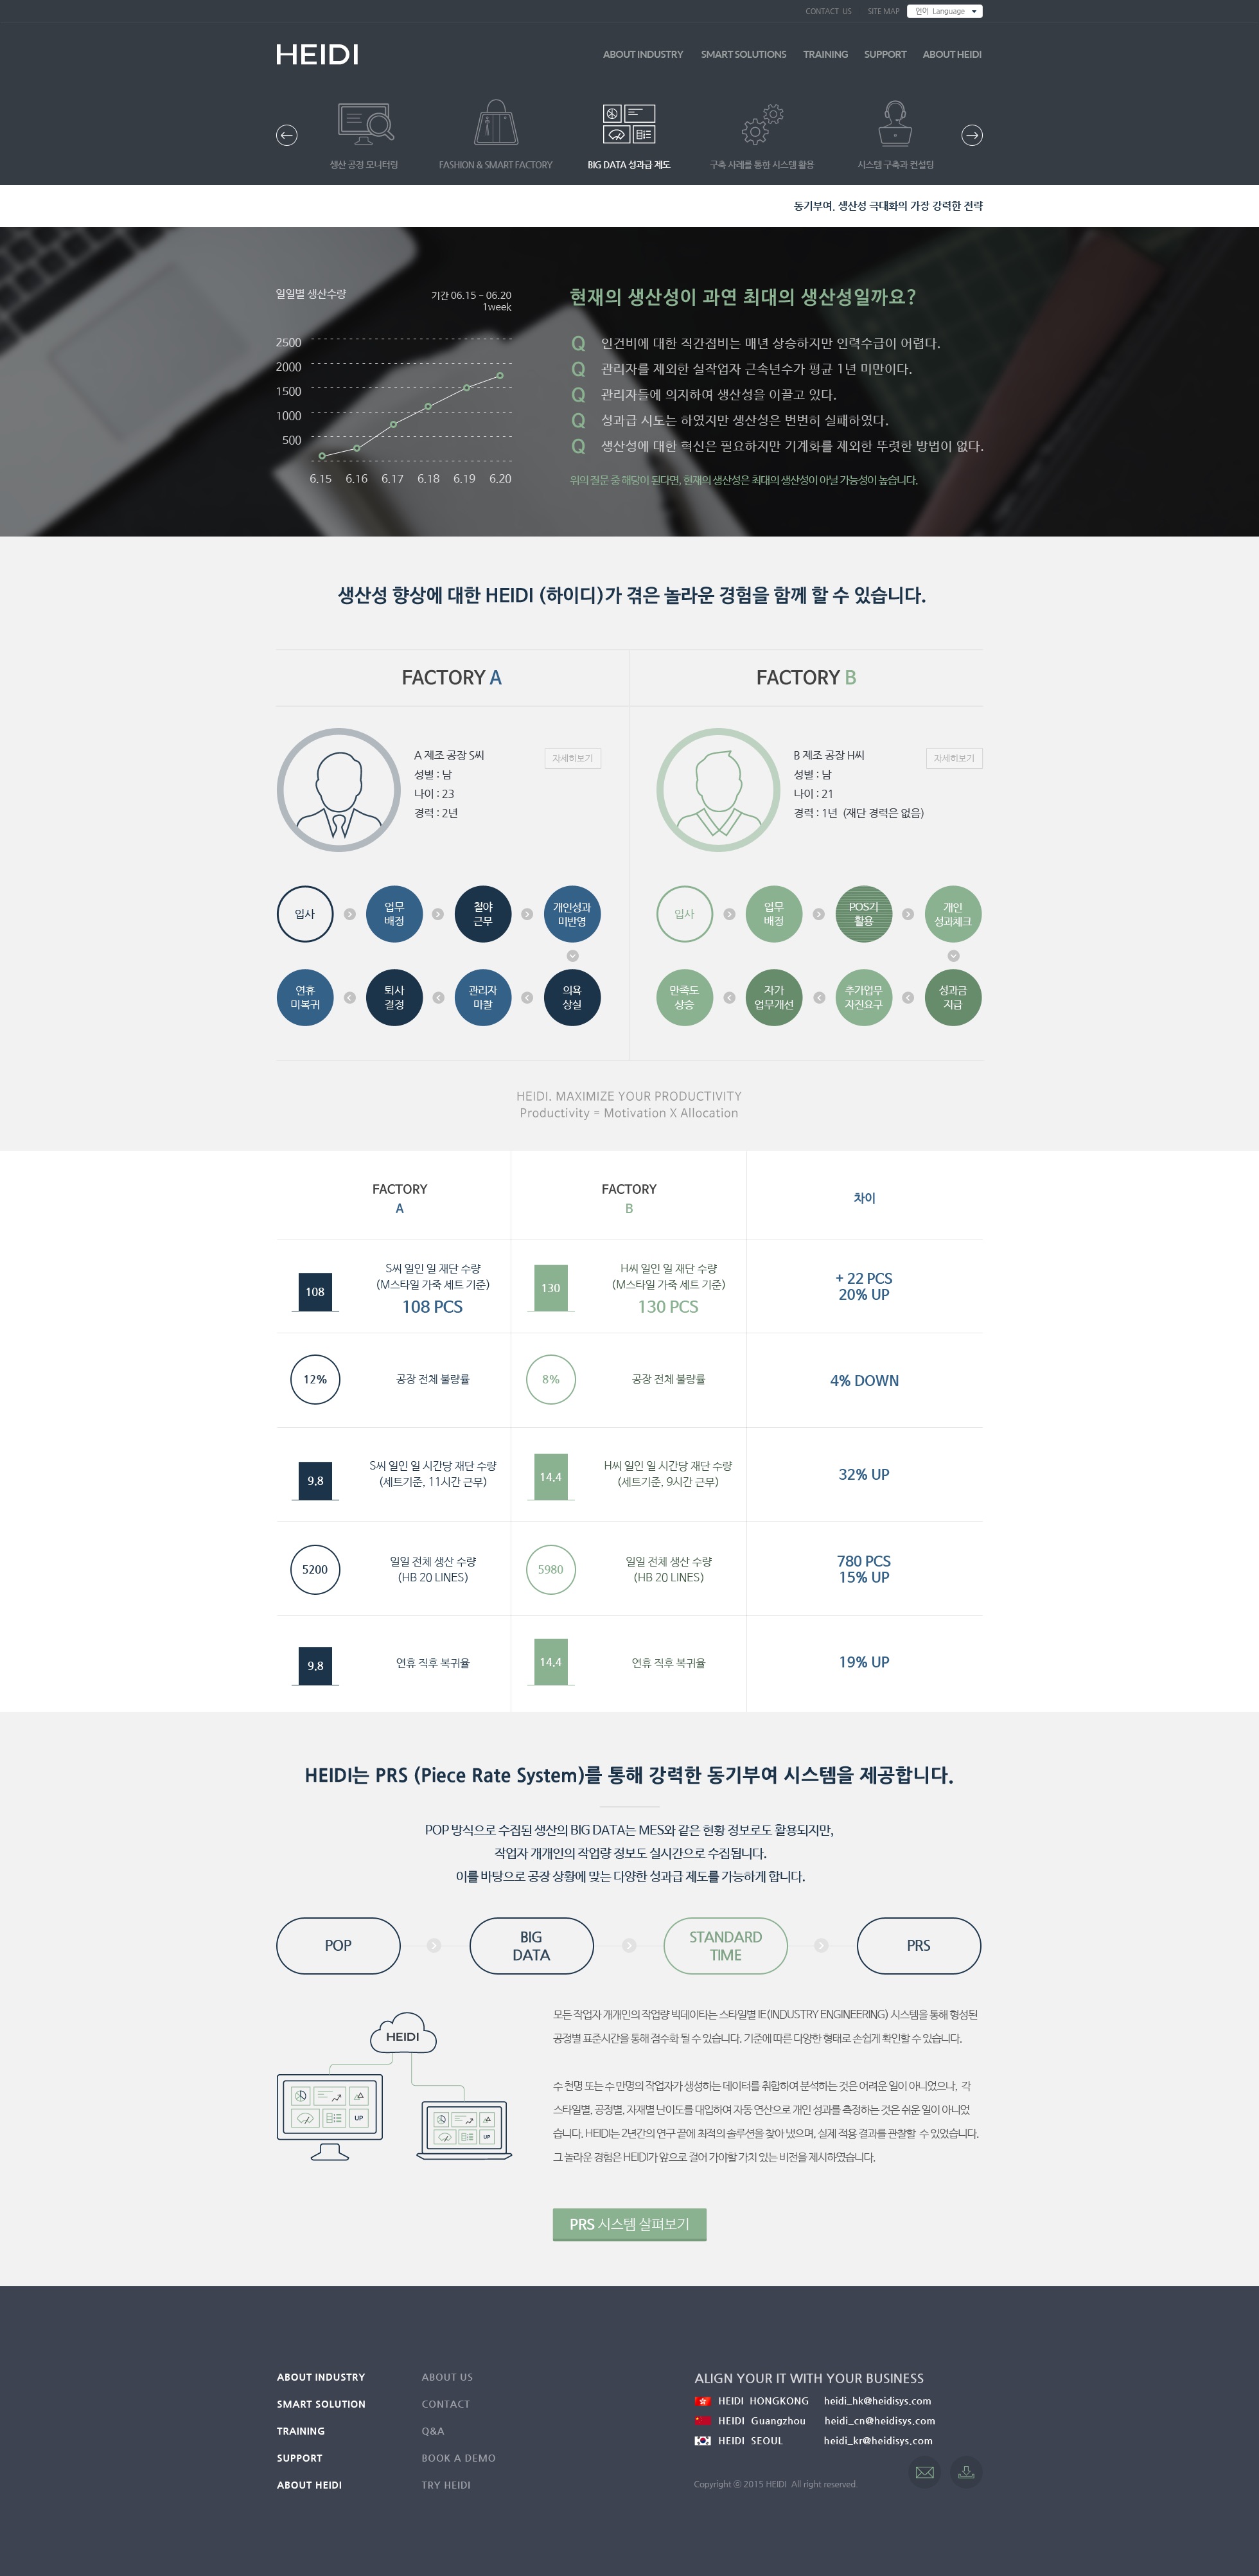 CONTACT US
SITE MAP
언어 Language
HEIDI
ABOUT INDUSTRY
SMART SOLUTIONS
TRAINING
SUPPORT
ABOUT HEIDI
생산 공정 모니터링
FASHION & SMART FACTORY
BIG DATA 성과급 제도
구축 사례를 통한 시스템 활용
시스템 구축과 컨설팅
동기부여, 생산성 극대화의 가장 강력한 전략
일일별 생산수량
기간 06.15 - 06.20
1week
2500
2000
1500
1000
500
6.15 6.16 6.17 6.18 6.19 6.20
현재의 생산성이 과연 최대의 생산성일까요?
Q 인건비에 대한 직간접비는 매년 상승하지만 인력수급이 어렵다.
Q 관리자를 제외한 실작업자 근속년수가 평균 1년 미만이다.
Q 관리자들에 의지하여 생산성을 이끌고 있다.
Q 성과급 시도는 하였지만 생산성은 번번히 실패하였다.
Q 생산성에 대한 혁신은 필요하지만 기계화를 제외한 뚜렷한 방법이 없다.
위의 질문 중 해당이 된다면, 현재의 생산성은 최대의 생산성이 아닐 가능성이 높습니다.
생산성 향상에 대한 HEIDI (하이디)가 겪은 놀라운 경험을 함께 할 수 있습니다.
FACTORY A
A 제조 공장 S씨
성별 : 남
나이 : 23
경력 : 2년
자세히보기
입사
업무
배정
철야
근무
개인성과
미반영
연휴
미복귀
퇴사
결정
관리자
마찰
의욕
상실
FACTORY B
B 제조 공장 H씨
성별 : 남
나이 : 21
경력 : 1년 (재단 경력은 없음)
자세히보기
입사
업무
배정
POS기
활용
개인
성과체크
만족도
상승
자가
업무개선
추가업무
자진요구
성과금
지급
HEIDI. MAXIMIZE YOUR PRODUCTIVITY
Productivity = Motivation X Allocation
FACTORY
A
FACTORY
B
차이
108
S씨 일인 일 재단 수량
(M스타일 가죽 세트 기준)
108 PCS
130
H씨 일인 일 재단 수량
(M스타일 가죽 세트 기준)
130 PCS
+ 22 PCS
20% UP
12%
공장 전체 불량률
8%
공장 전체 불량률
4% DOWN
9.8
S씨 일인 일 시간당 재단 수량
(세트기준, 11시간 근무)
14.4
H씨 일인 일 시간당 재단 수량
(세트기준, 9시간 근무)
32% UP
5200
일일 전체 생산 수량
(HB 20 LINES)
5980
일일 전체 생산 수량
(HB 20 LINES)
780 PCS
15% UP
9.8
연휴 직후 복귀율
14.4
연휴 직후 복귀율
19% UP
HEIDI는 PRS (Piece Rate System)를 통해 강력한 동기부여 시스템을 제공합니다.
POP 방식으로 수집된 생산의 BIG DATA는 MES와 같은 현황 정보로도 활용되지만,
작업자 개개인의 작업량 정보도 실시간으로 수집됩니다.
이를 바탕으로 공장 상황에 맞는 다양한 성과급 제도를 가능하게 합니다.
POP
BIG
DATA
STANDARD
TIME
PRS
HEIDI
UP
UP
모든 작업자 개개인의 작업량 빅데이타는 스타일별 IE(INDUSTRY ENGINEERING) 시스템을 통해 형성된
공정별 표준시간을 통해 점수화 될 수 있습니다. 기준에 따른 다양한 형태로 손쉽게 확인할 수 있습니다.
수 천명 또는 수 만명의 작업자가 생성하는 데이터를 취합하여 분석하는 것은 어려운 일이 아니었으나, 각
스타일별, 공정별, 자재별 난이도를 대입하여 자동 연산으로 개인 성과를 측정하는 것은 쉬운 일이 아니었
습니다. HEIDI는 2년간의 연구 끝에 최적의 솔루션을 찾아 냈으며, 실제 적용 결과를 관찰할 수 있었습니다.
그 놀라운 경험은 HEIDI가 앞으로 걸어 가야할 가치 있는 비전을 제시하였습니다.
PRS 시스템 살펴보기
ABOUT INDUSTRY
SMART SOLUTION
TRAINING
SUPPORT
ABOUT HEIDI
ABOUT US
CONTACT
Q&A
BOOK A DEMO
TRY HEIDI
ALIGN YOUR IT WITH YOUR BUSINESS
HEIDI HONGKONG heidi_hk@heidisys.com
HEIDI Guangzhou heidi_cn@heidisys.com
HEIDI SEOUL heidi_kr@heidisys.com
Copyright ⓒ 2015 HEIDI All right reserved.